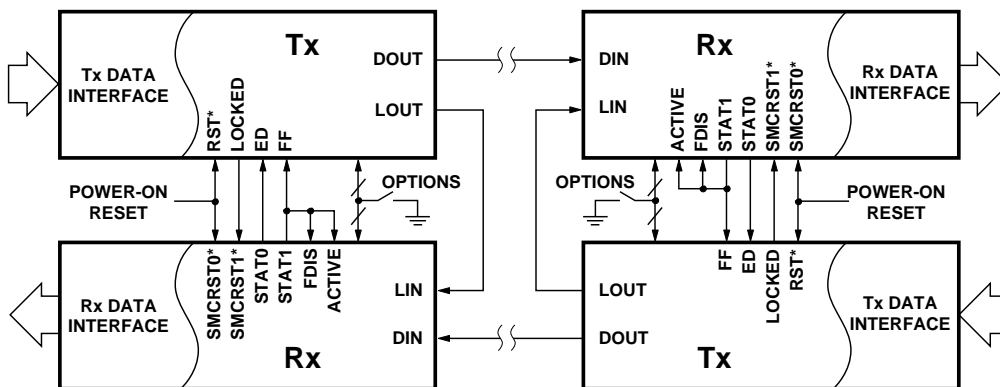 Tx
Tx DATA
INTERFACE
DOUT
LOUT
RST*
LOCKED
ED
FF
POWER-ON
RESET
OPTIONS
SMCRST0*
SMCRST1*
STAT0
STAT1
FDIS
ACTIVE
Rx DATA
INTERFACE
LIN
DIN
Rx
Rx
DIN
LIN
Rx DATA
INTERFACE
ACTIVE
FDIS
STAT1
STAT0
SMCRST1*
SMCRST0*
OPTIONS
POWER-ON
RESET
FF
ED
LOCKED
RST*
LOUT
DOUT
Tx DATA
INTERFACE
Tx